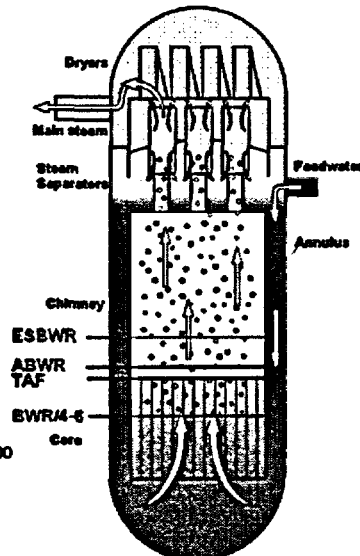 Dryers
Main steam
Steam
Separators
Feedwater
Annulus
Chimney
ESBWR
ABWR
TAF
BWR/4-6
Core